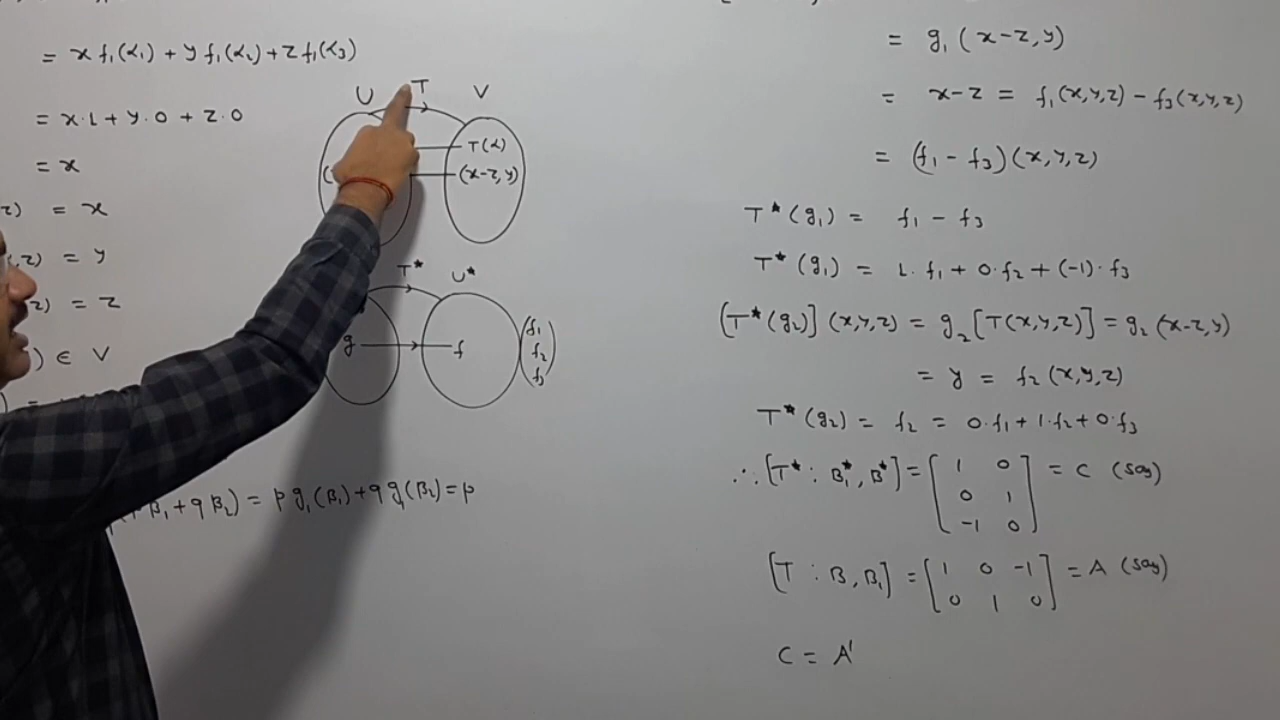 = x f₁(α₁) + y f₁(α₂) + z f₁(α₃)
= x·1 + y·0 + z·0
= x
z) = x
,z) = y
z) = z
) ∈ V
) =
β₁ + qβ₂) = p g₁(β₁) + q g₁(β₂) = p
U T V
T(α)
(x-z, y)
T* U*
g f
f₁
f₂
f₃
= g₁(x-z, y)
= x-z = f₁(x,y,z) - f₃(x,y,z)
= (f₁ - f₃)(x,y,z)
T*(g₁) = f₁ - f₃
T*(g₁) = 1·f₁ + 0·f₂ + (-1)·f₃
[T*(g₂)](x,y,z) = g₂[T(x,y,z)] = g₂(x-z, y)
= y = f₂(x,y,z)
T*(g₂) = f₂ = 0·f₁ + 1·f₂ + 0·f₃
∴ [T* : B₁*, B*] = [1 0
0 1
-1 0] = C (say)
[T : B, B₁] = [1 0 -1
0 1 0] = A (say)
C = A'